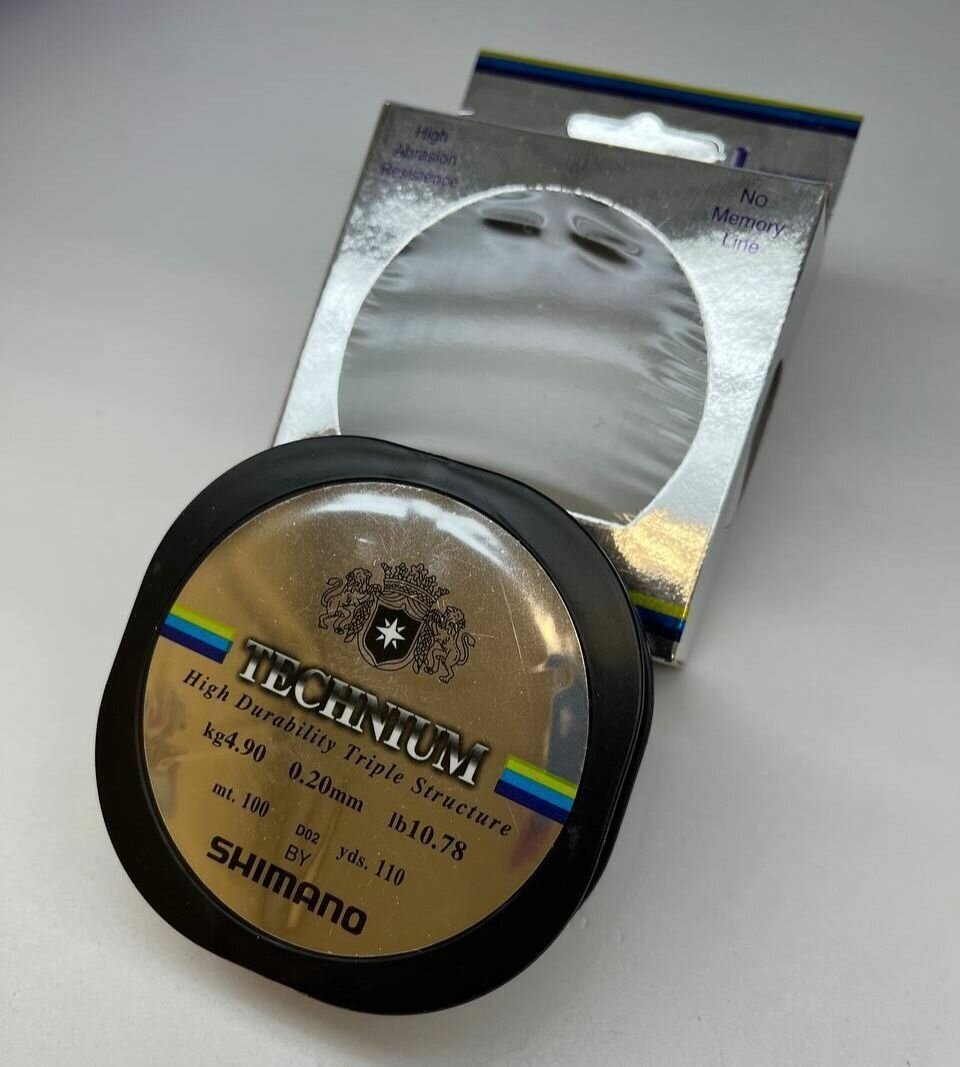 High
Abrasion
Resistence
No
Memory
Line
TECHNIUM
High Durability Triple Structure
kg4.90 0.20mm lb10.78
mt. 100 D02 yds. 110
BY
SHIMANO